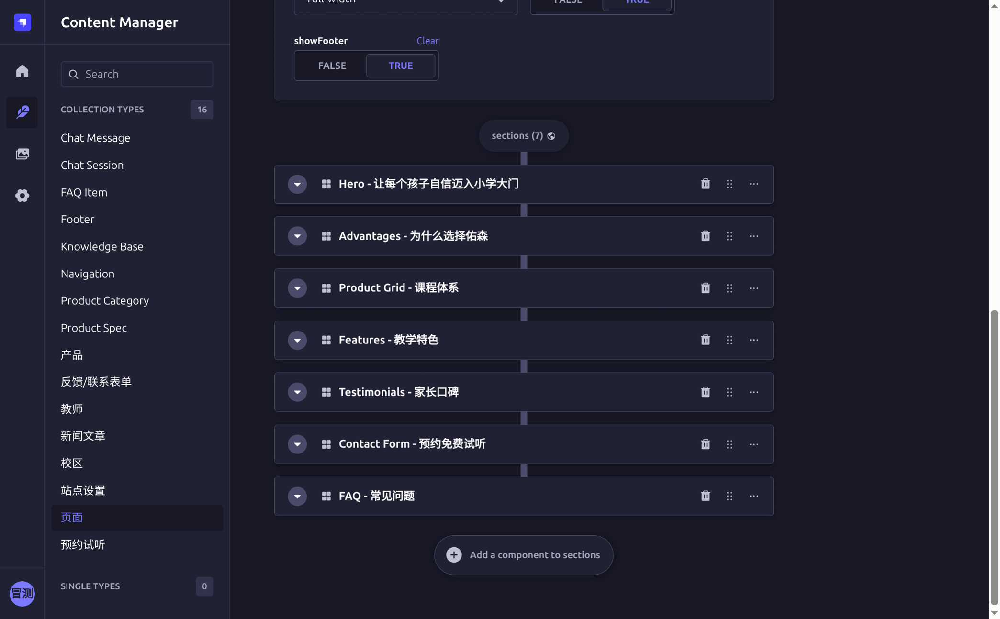 Content Manager
Search
COLLECTION TYPES 16
Chat Message
Chat Session
FAQ Item
Footer
Knowledge Base
Navigation
Product Category
Product Spec
产品
反馈/联系表单
教师
新闻文章
校区
站点设置
页面
预约试听
SINGLE TYPES 0
冒测
Full width
FALSE TRUE
showFooter Clear
FALSE TRUE
sections (7)
Hero - 让每个孩子自信迈入小学大门
Advantages - 为什么选择佑森
Product Grid - 课程体系
Features - 教学特色
Testimonials - 家长口碑
Contact Form - 预约免费试听
FAQ - 常见问题
Add a component to sections